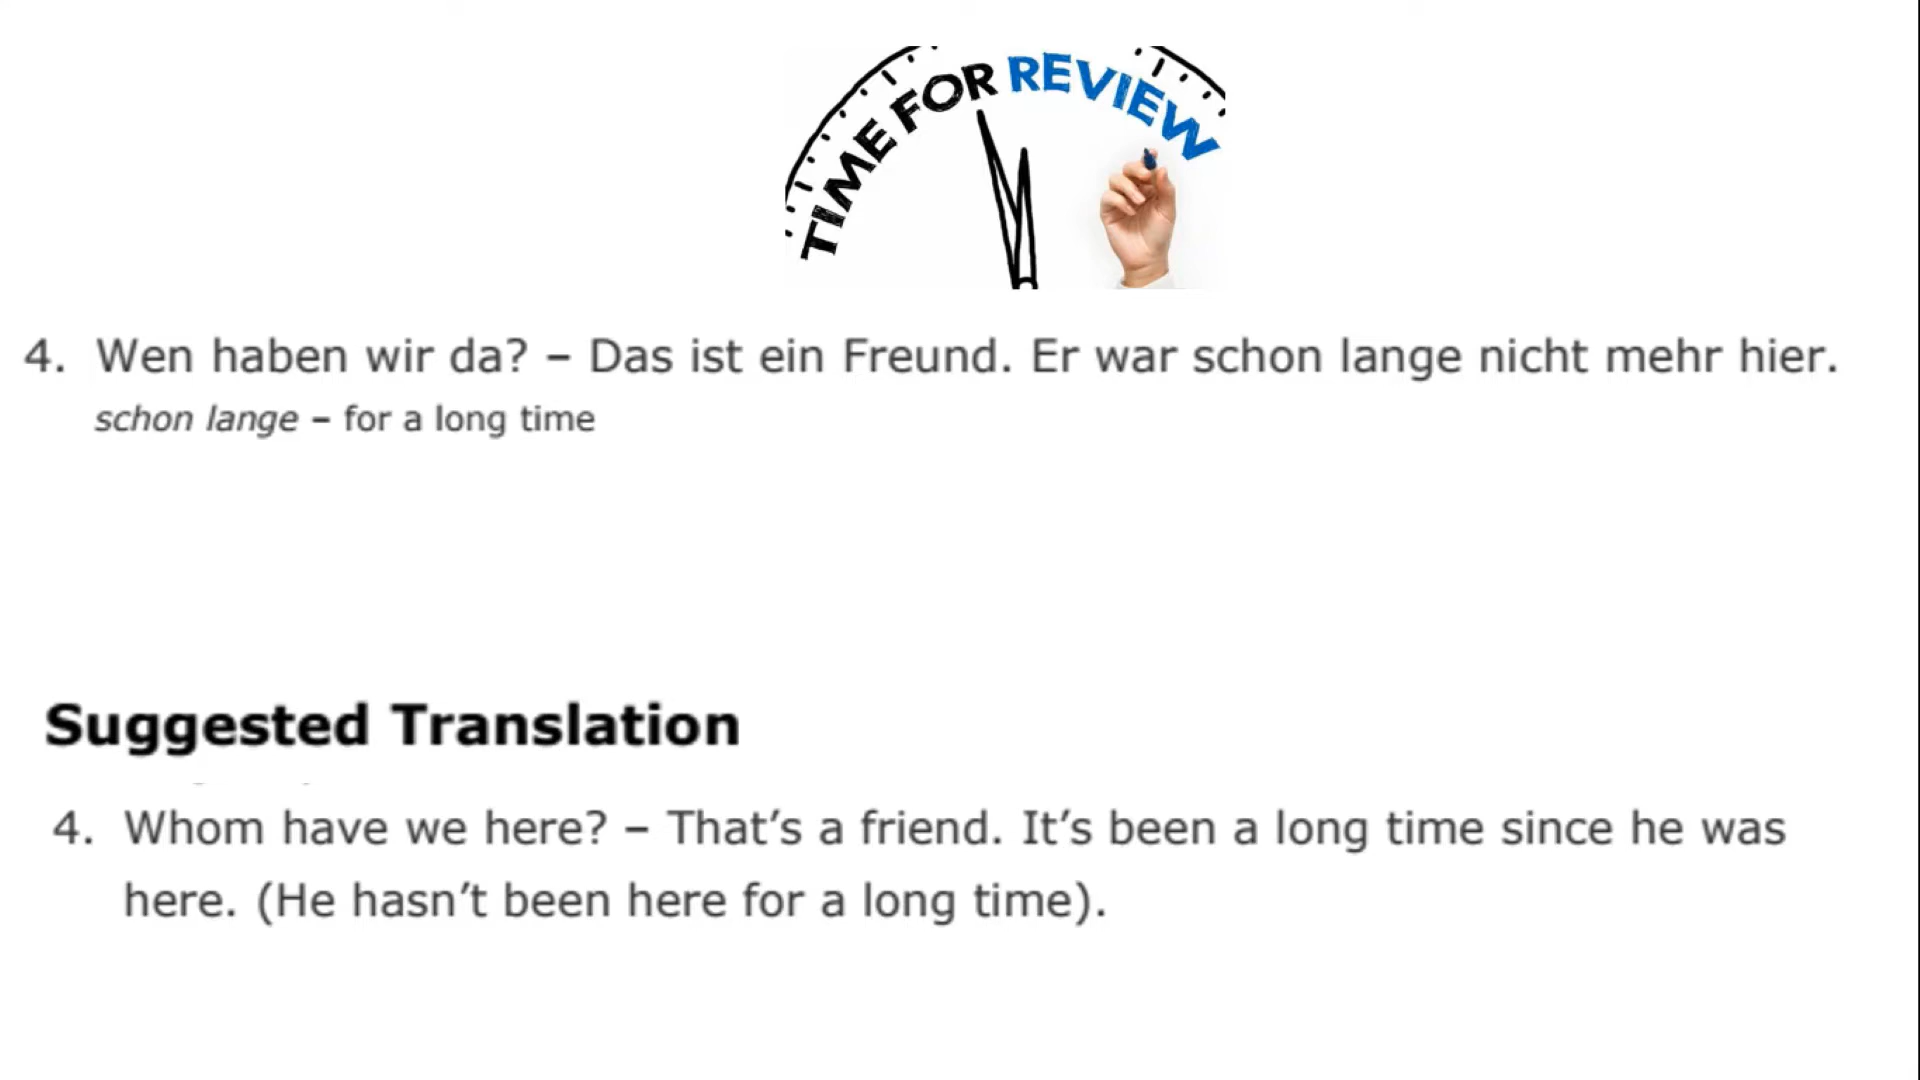 TIME FOR REVIEW
4. Wen haben wir da? – Das ist ein Freund. Er war schon lange nicht mehr hier.
schon lange – for a long time
Suggested Translation
4. Whom have we here? – That’s a friend. It’s been a long time since he was
here. (He hasn’t been here for a long time).